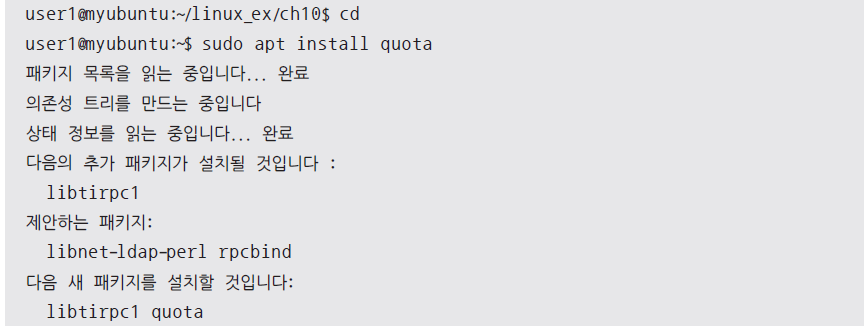 user1@myubuntu:~/linux_ex/ch10$ cd
user1@myubuntu:~$ sudo apt install quota
패키지 목록을 읽는 중입니다... 완료
의존성 트리를 만드는 중입니다
상태 정보를 읽는 중입니다... 완료
다음의 추가 패키지가 설치될 것입니다 :
libtirpc1
제안하는 패키지:
libnet-ldap-perl rpcbind
다음 새 패키지를 설치할 것입니다:
libtirpc1 quota